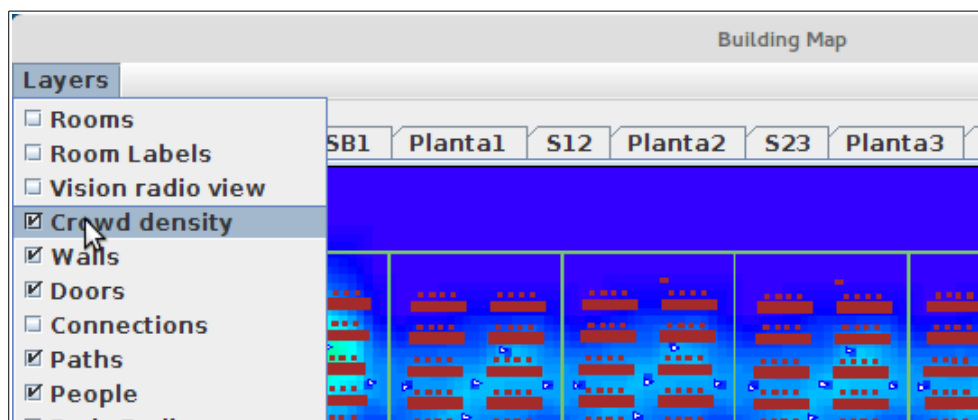 Building Map
Layers
Rooms
Room Labels
Vision radio view
Crowd density
Walls
Doors
Connections
Paths
People
SB1 Planta1 S12 Planta2 S23 Planta3